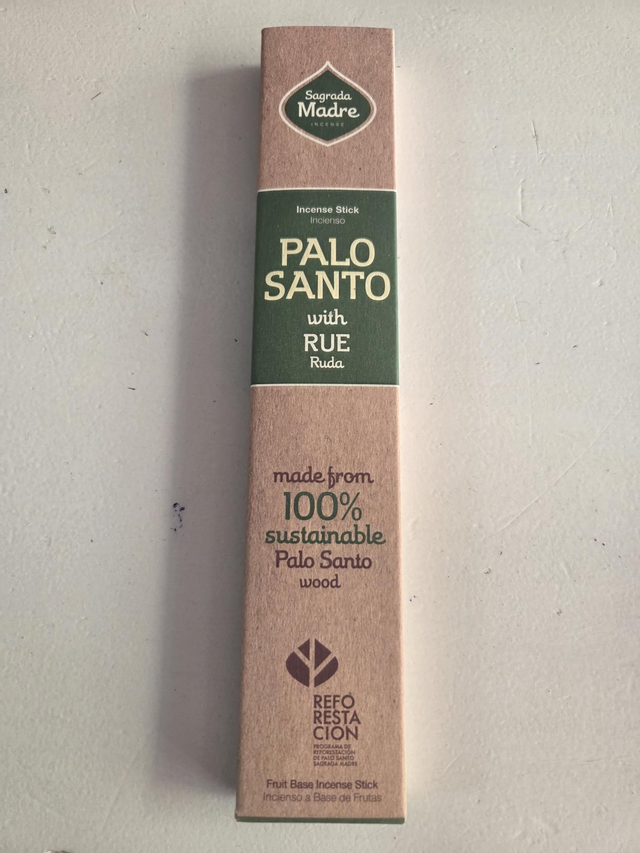 Sagrada
Madre
INCENSE
Incense Stick
Incienso
PALO
SANTO
with
RUE
Ruda
made from
100%
sustainable
Palo Santo
wood
REFO
RESTA
CION
PROGRAMA DE
REFORESTACIÓN
DE PALO SANTO
SAGRADA MADRE
Fruit Base Incense Stick
Incienso a Base de Frutas